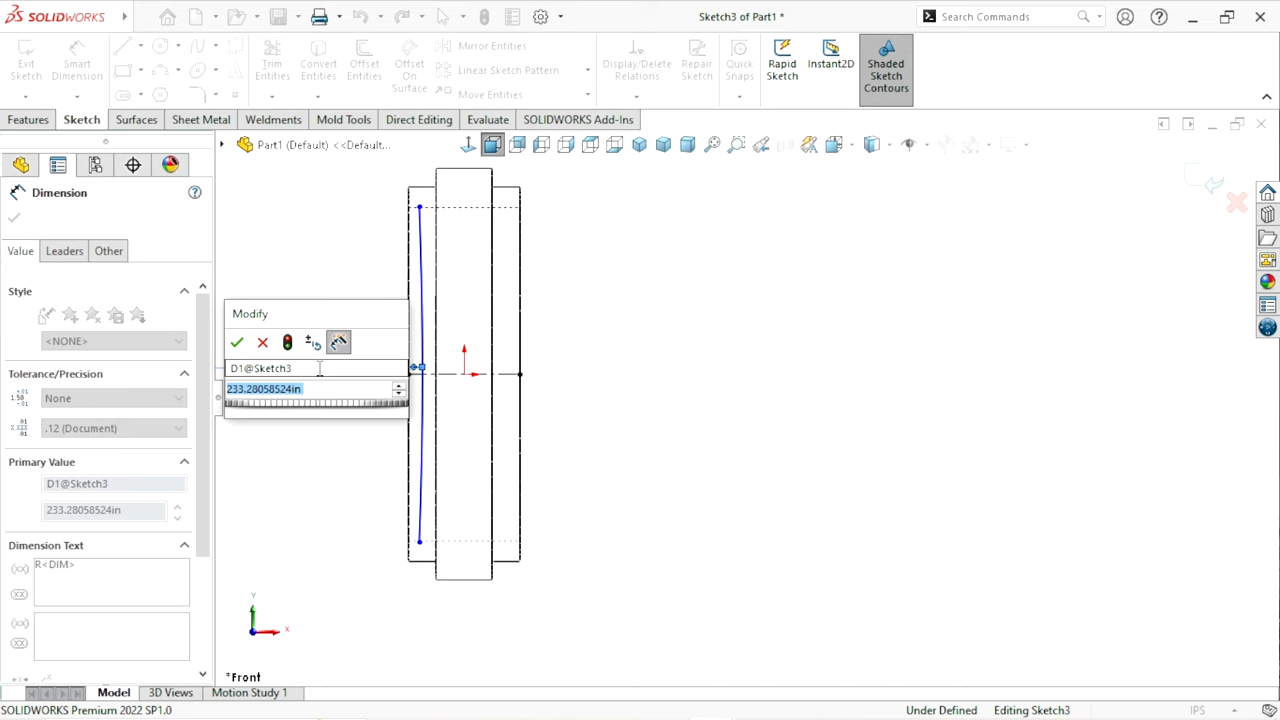 SOLIDWORKS
Sketch3 of Part1 *
Search Commands
Exit
Sketch
Smart
Dimension
Trim
Entities
Convert
Entities
Offset
Entities
Offset
On
Surface
Mirror Entities
Linear Sketch Pattern
Move Entities
Display/Delete
Relations
Repair
Sketch
Quick
Snaps
Rapid
Sketch
Instant2D
Shaded
Sketch
Contours
Features
Sketch
Surfaces
Sheet Metal
Weldments
Mold Tools
Direct Editing
Evaluate
SOLIDWORKS Add-Ins
Part1 (Default) <<Default...
Dimension
Value
Leaders
Other
Style
<NONE>
Tolerance/Precision
None
.12 (Document)
Primary Value
D1@Sketch3
233.28058524in
Dimension Text
R<DIM>
Modify
D1@Sketch3
233.28058524in
Y
X
*Front
Model
3D Views
Motion Study 1
SOLIDWORKS Premium 2022 SP1.0
Under Defined
Editing Sketch3
IPS